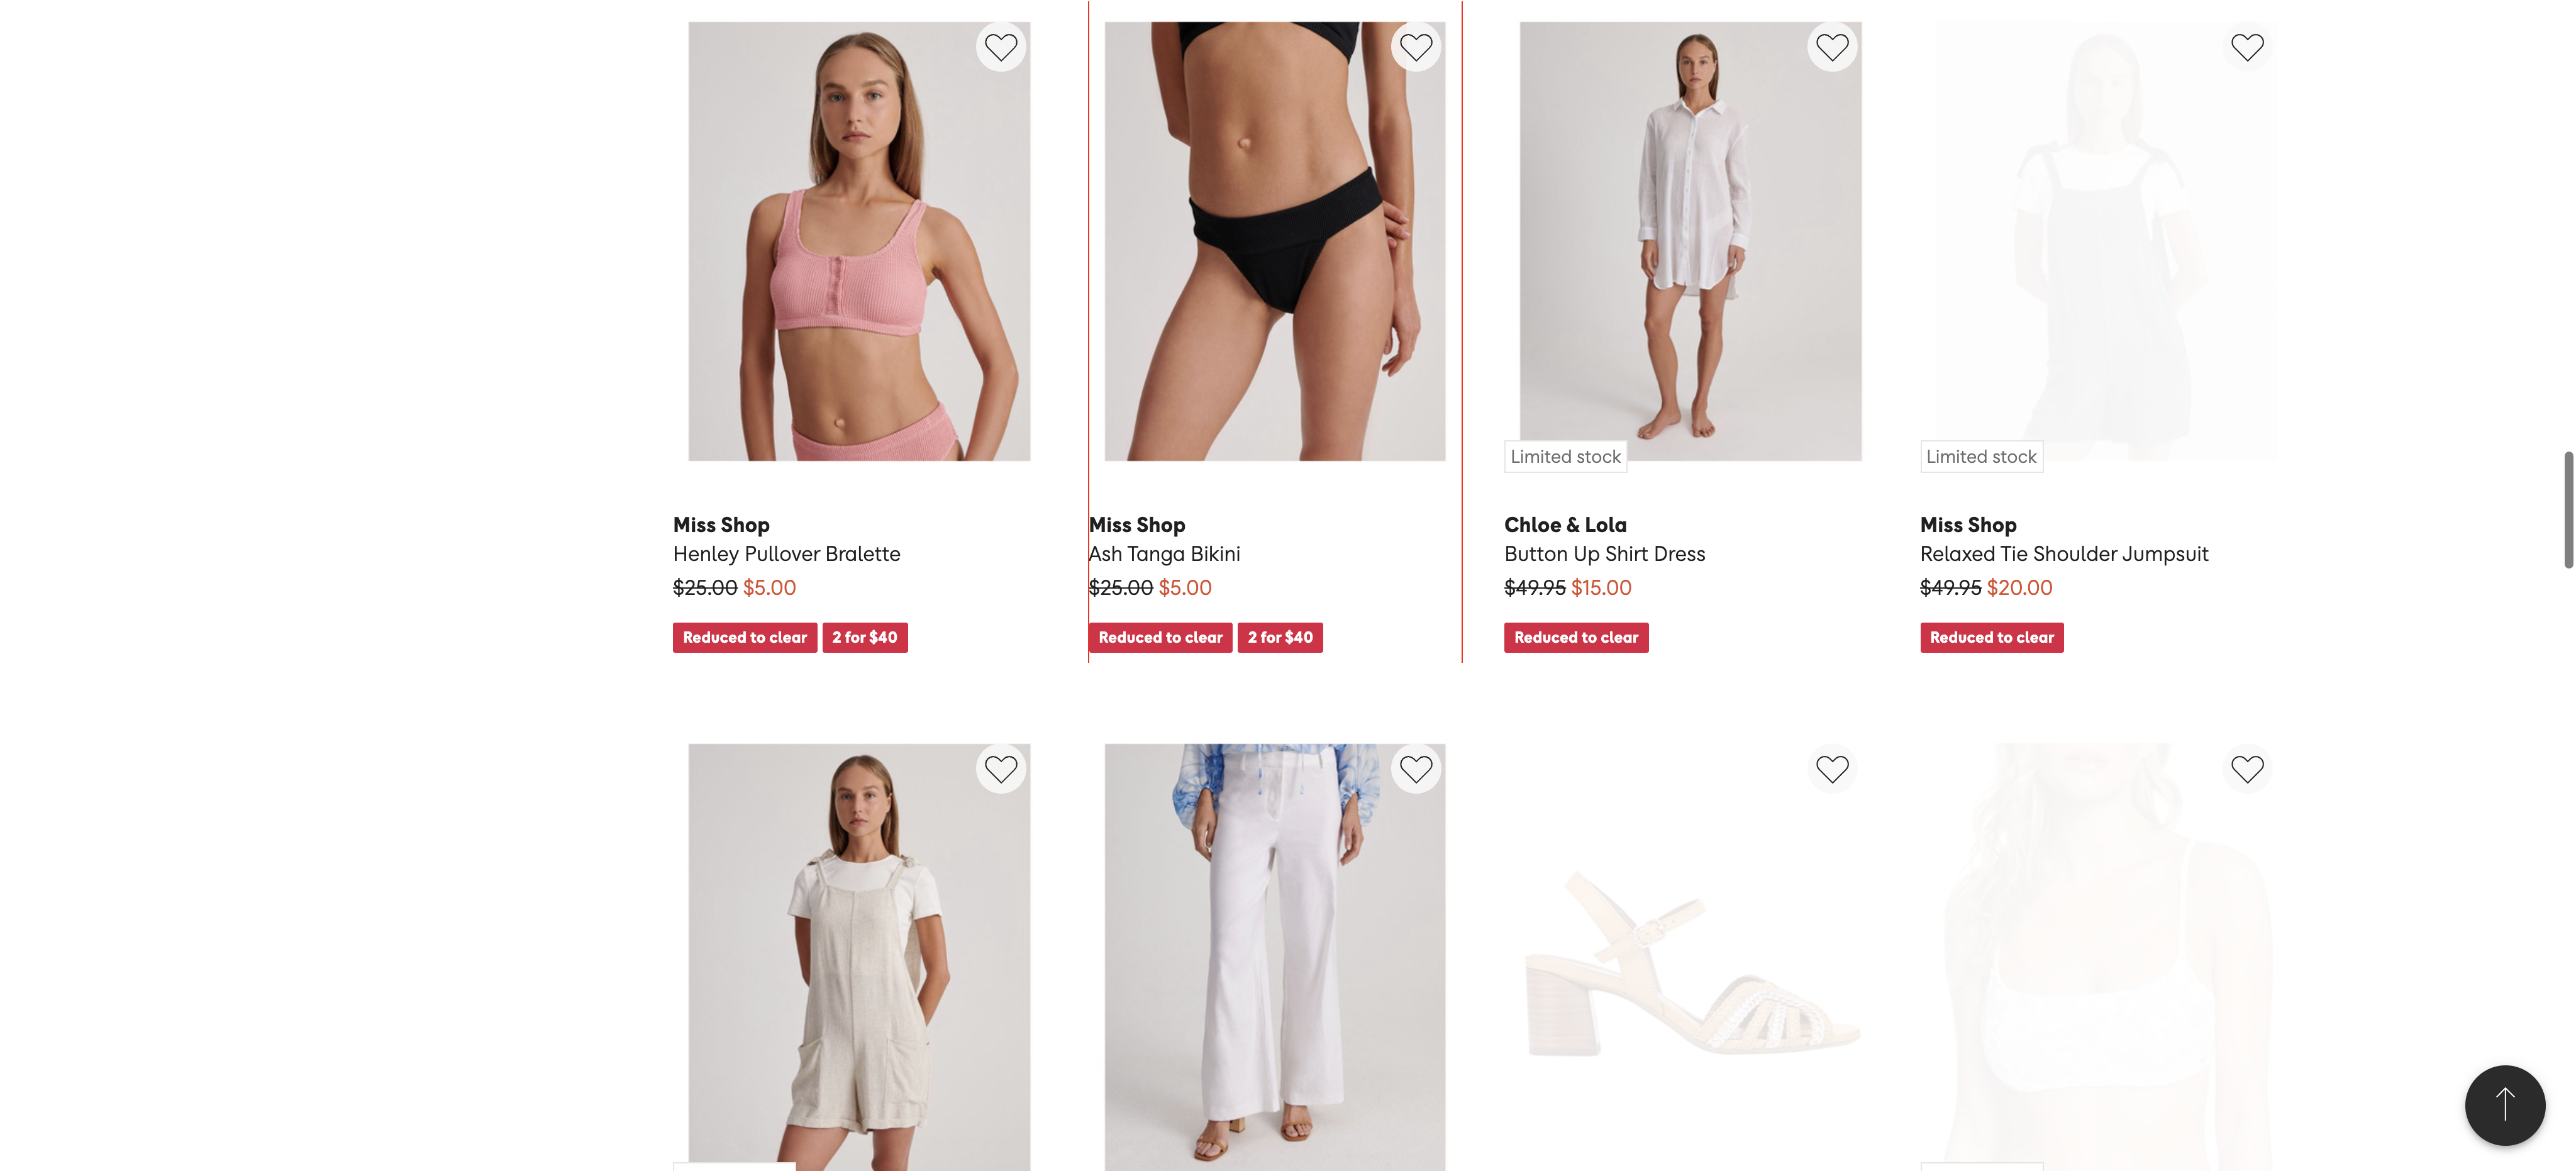 Limited stock
Limited stock
Miss Shop
Henley Pullover Bralette
$25.00 $5.00
Reduced to clear
2 for $40
Miss Shop
Ash Tanga Bikini
$25.00 $5.00
Reduced to clear
2 for $40
Chloe & Lola
Button Up Shirt Dress
$49.95 $15.00
Reduced to clear
Miss Shop
Relaxed Tie Shoulder Jumpsuit
$49.95 $20.00
Reduced to clear